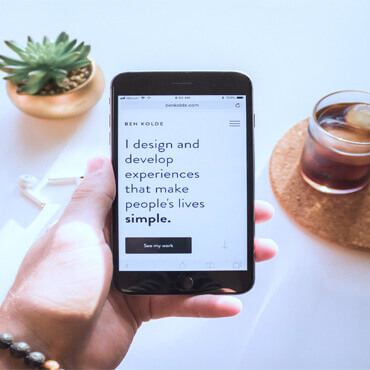 benkolde.com
BEN KOLDE
I design and
develop
experiences
that make
people's lives
simple.
See my work